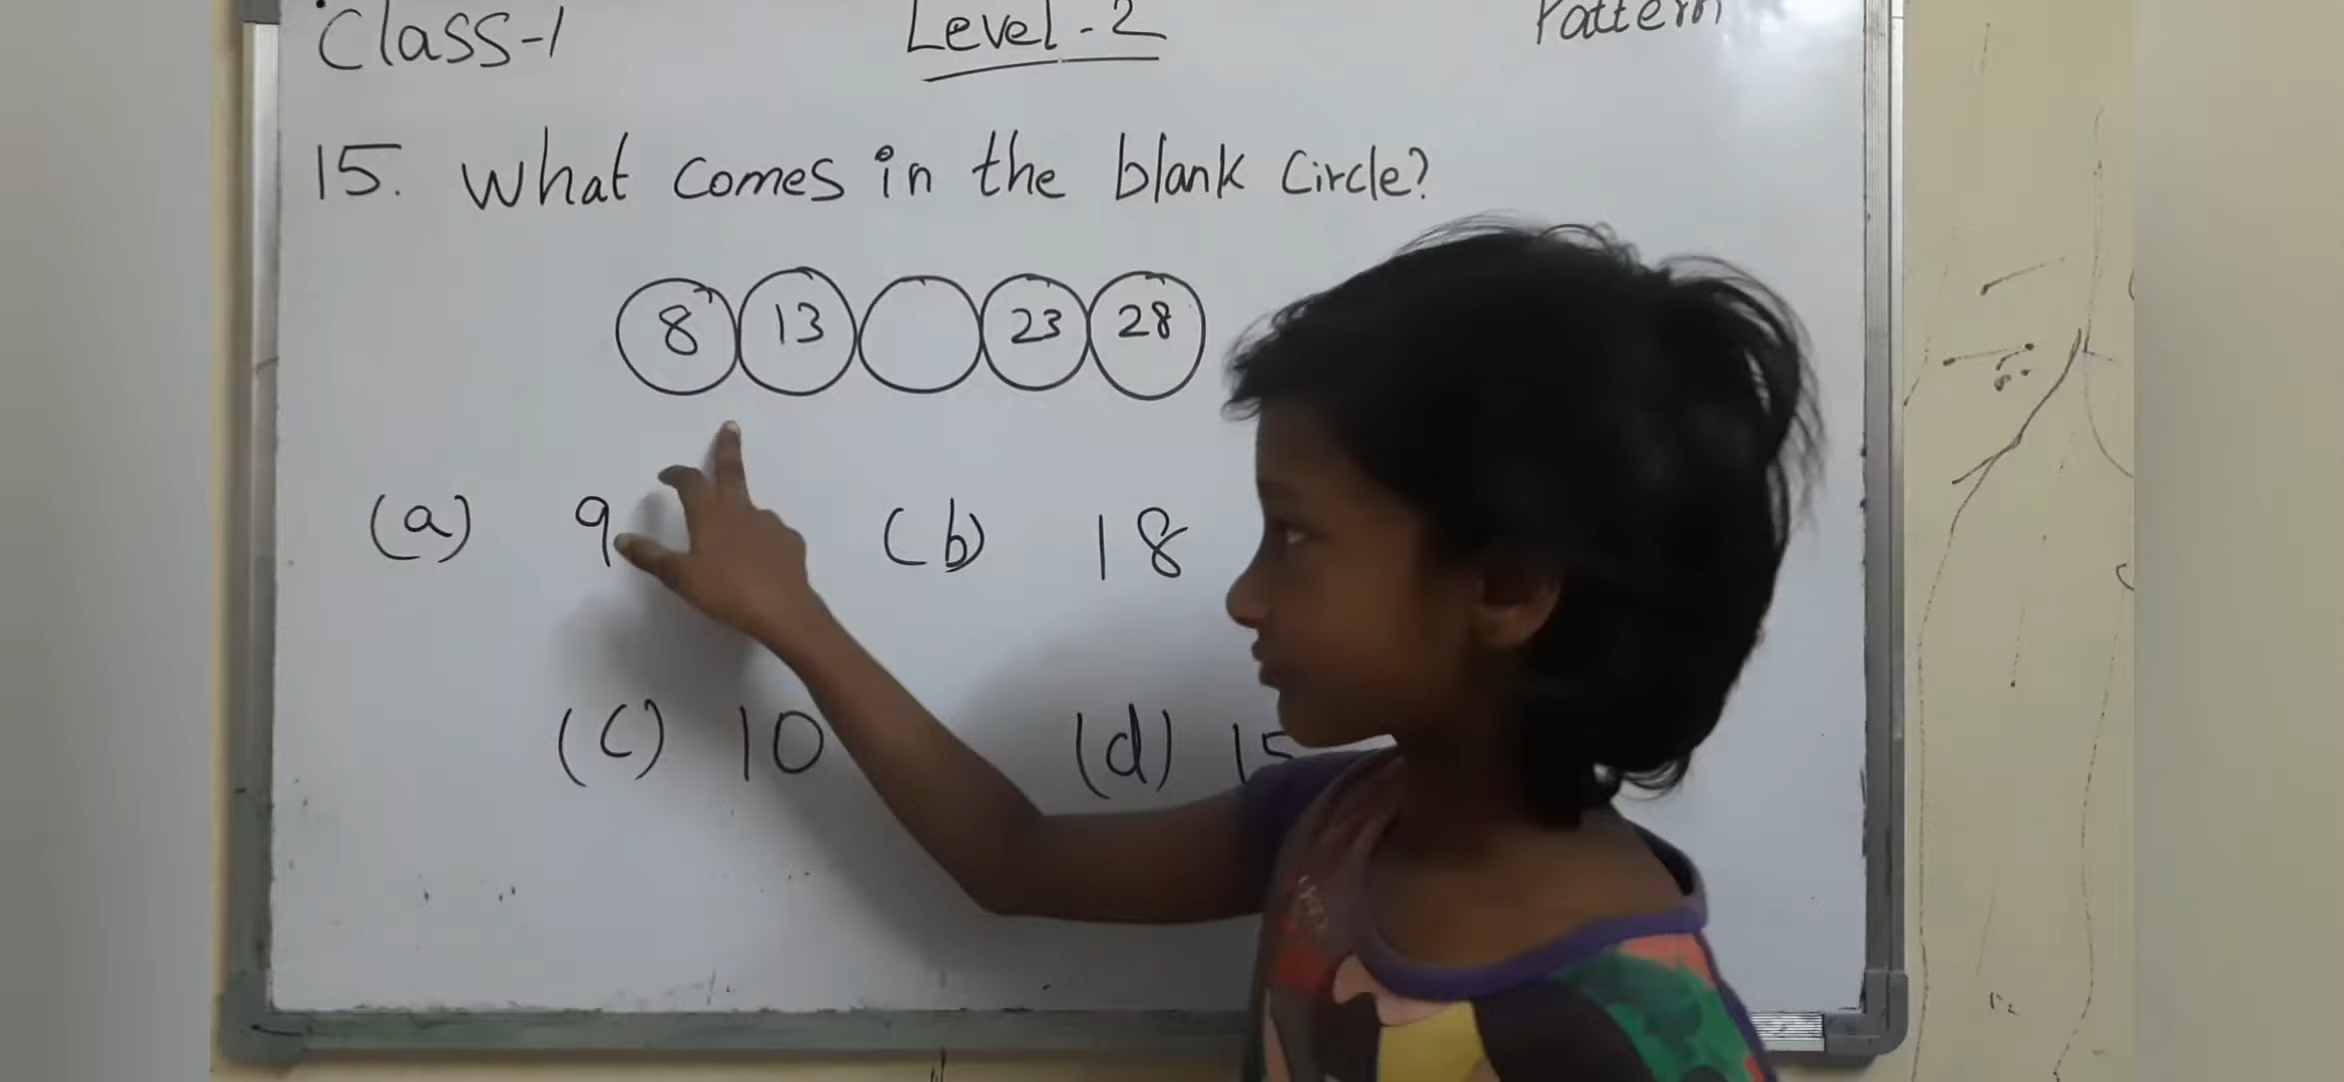 Class-1 Level-2 Pattern
15. What comes in the blank Circle?
8 13 23 28
(a) 9 (b) 18
(c) 10 (d) 15